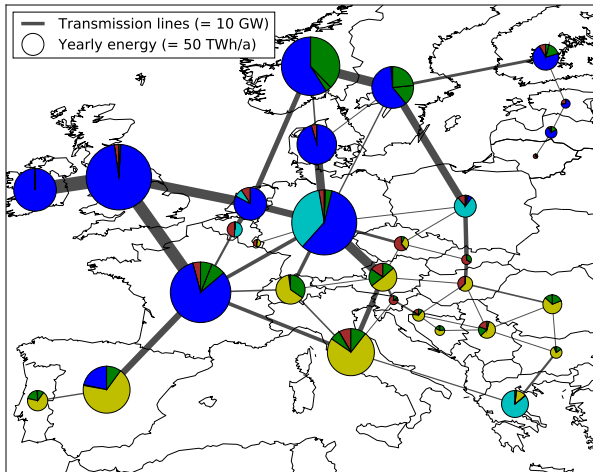 Transmission lines (= 10 GW)
Yearly energy (= 50 TWh/a)